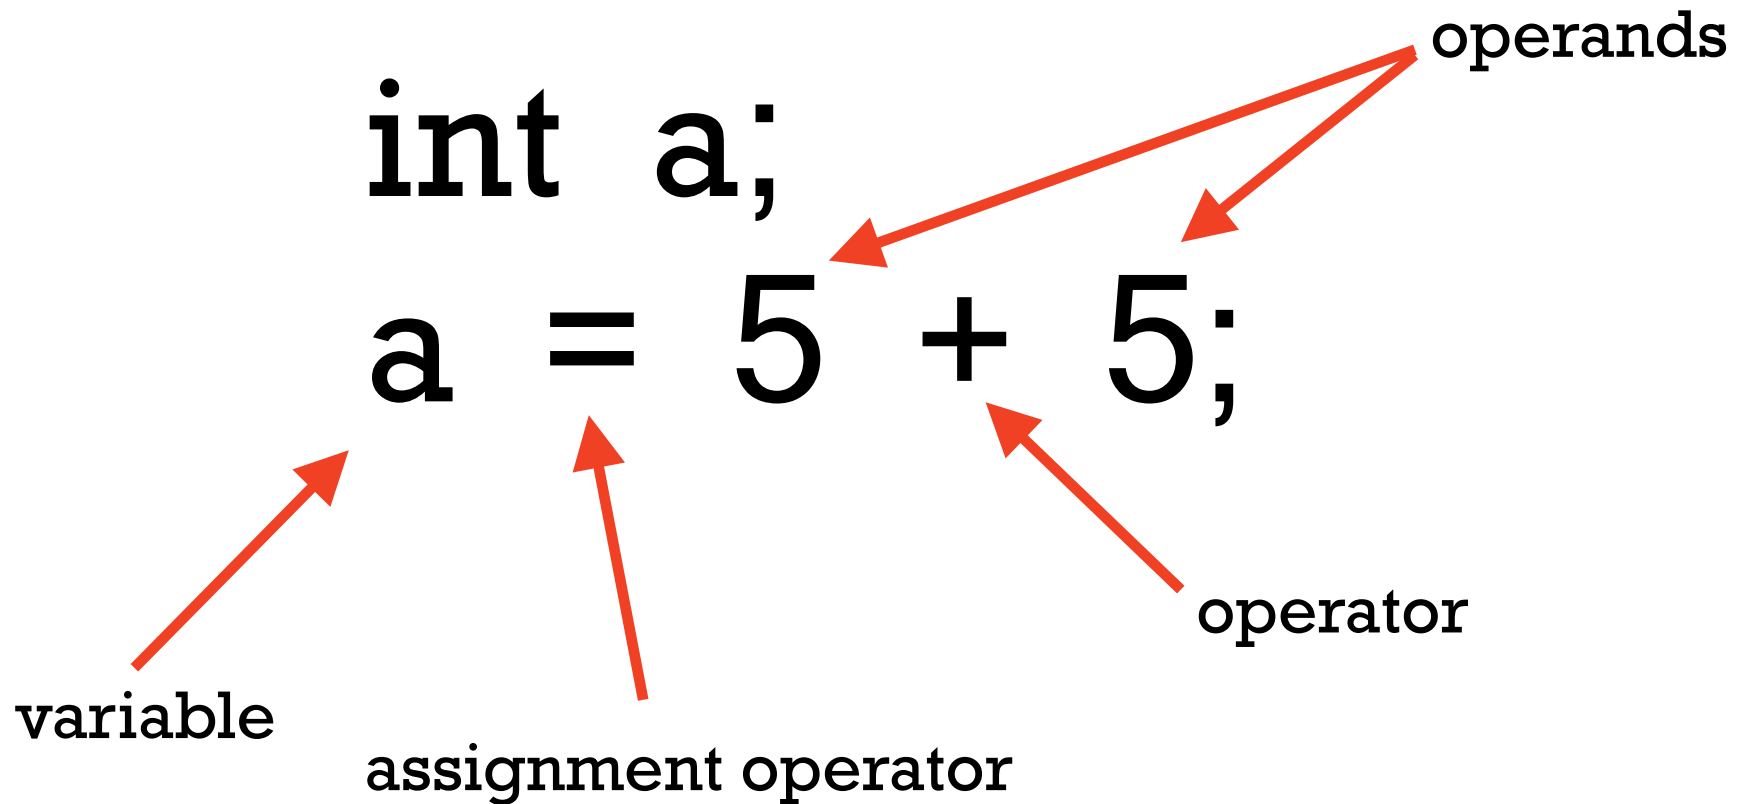 operands
int a;
a = 5 + 5;
operator
variable
assignment operator